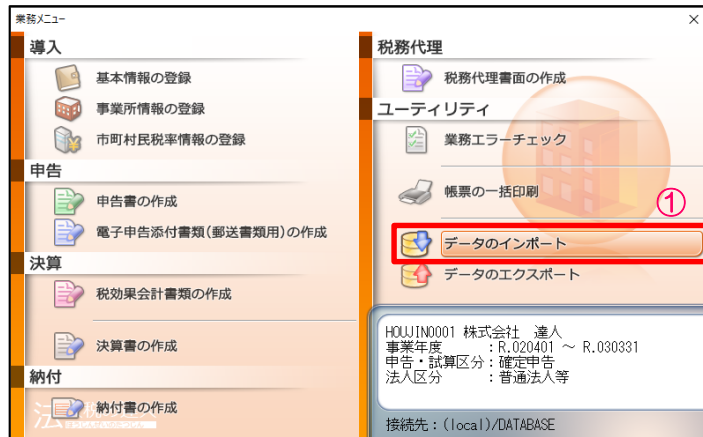 業務メニュー
導入
基本情報の登録
事業所情報の登録
市町村民税率情報の登録
申告
申告書の作成
電子申告添付書類(郵送書類用)の作成
決算
税効果会計書類の作成
決算書の作成
納付
納付書の作成
税務代理
税務代理書面の作成
ユーティリティ
業務エラーチェック
帳票の一括印刷
①
データのインポート
データのエクスポート
HOUJIN0001 株式会社 達人
事業年度 :R.020401 ～ R.030331
申告・試算区分:確定申告
法人区分 :普通法人等
接続先:(local)/DATABASE